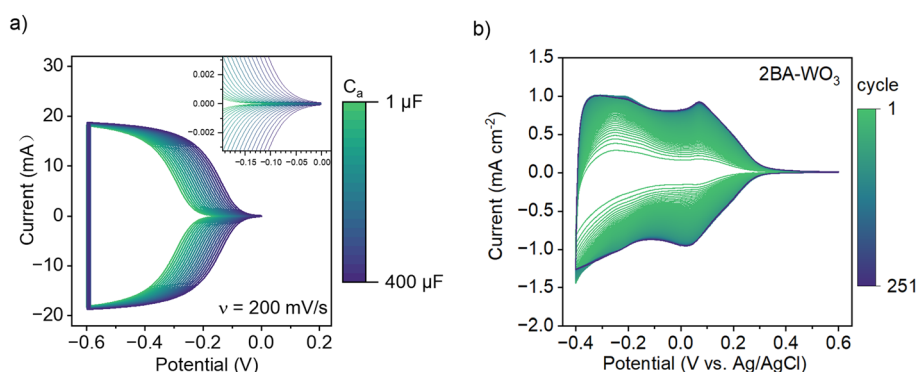 a)
30
20
10
0
−10
−20
Current (mA)
−0.6
−0.4
−0.2
0.0
0.2
Potential (V)
ν = 200 mV/s
0.002
0.000
−0.002
−0.15
−0.10
−0.05
0.00
Cₐ
1 µF
400 µF
b)
1.5
1.0
0.5
0.0
−0.5
−1.0
−1.5
−2.0
Current (mA cm⁻²)
−0.4
−0.2
0.0
0.2
0.4
0.6
Potential (V vs. Ag/AgCl)
2BA-WO₃
cycle
1
251